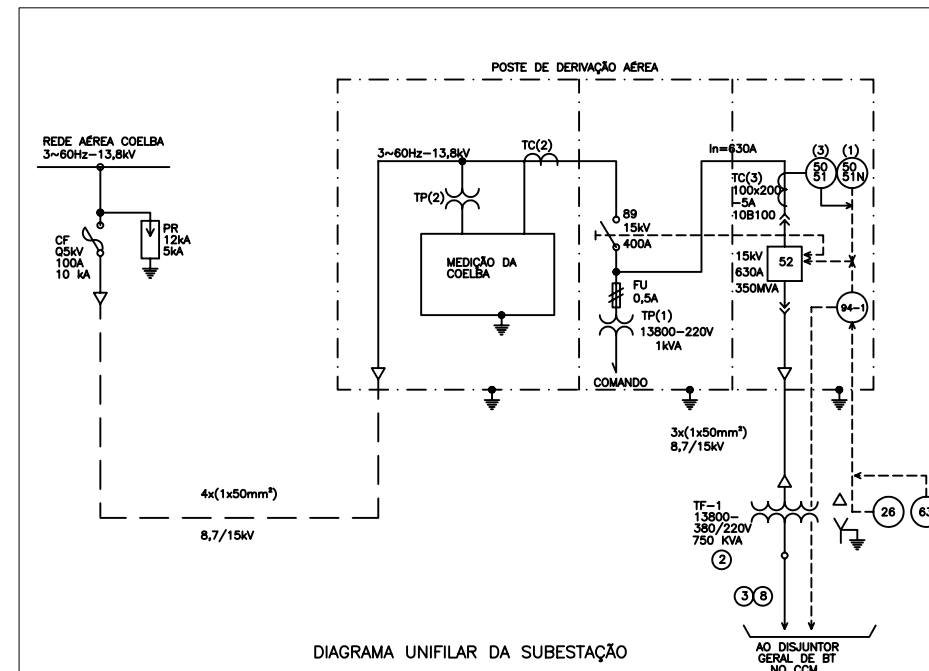 POSTE DE DERIVAÇÃO AÉREA
REDE AÉREA COELBA
3~60Hz-13,8kV
CF
Q5kV
100A
10 kA
PR
12kA
5kA
4x(1x50mm²)
8,7/15kV
3~60Hz-13,8kV
TC(2)
TP(2)
MEDIÇÃO DA
COELBA
89
15kV
400A
FU
0,5A
TP(1)
13800-220V
1kVA
COMANDO
In=630A
(3)
(1)
50
51
50
51N
TC(3)
100x200
-5A
10B100
15kV
630A
350MVA
52
94-1
3x(1x50mm²)
8,7/15kV
TF-1
13800-
380/220V
750 KVA
2
26
3
8
AO DISJUNTOR
GERAL DE BT
NO CCM
DIAGRAMA UNIFILAR DA SUBESTAÇÃO